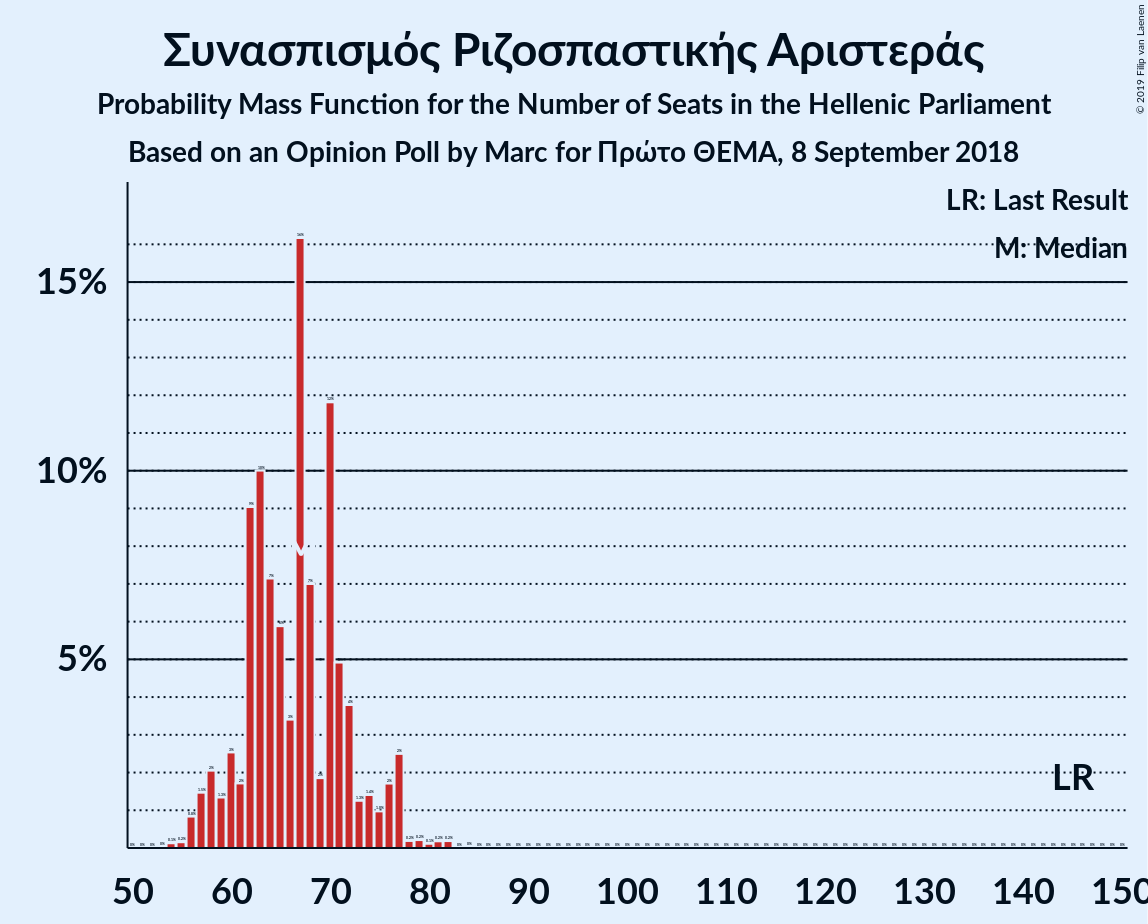 Συνασπισμός Ριζοσπαστικής Αριστεράς
Probability Mass Function for the Number of Seats in the Hellenic Parliament
Based on an Opinion Poll by Marc for Πρώτο ΘΕΜΑ, 8 September 2018
© 2019 Filip van Laenen
LR: Last Result
M: Median
15%
10%
5%
LR
50 60 70 80 90 100 110 120 130 140 150